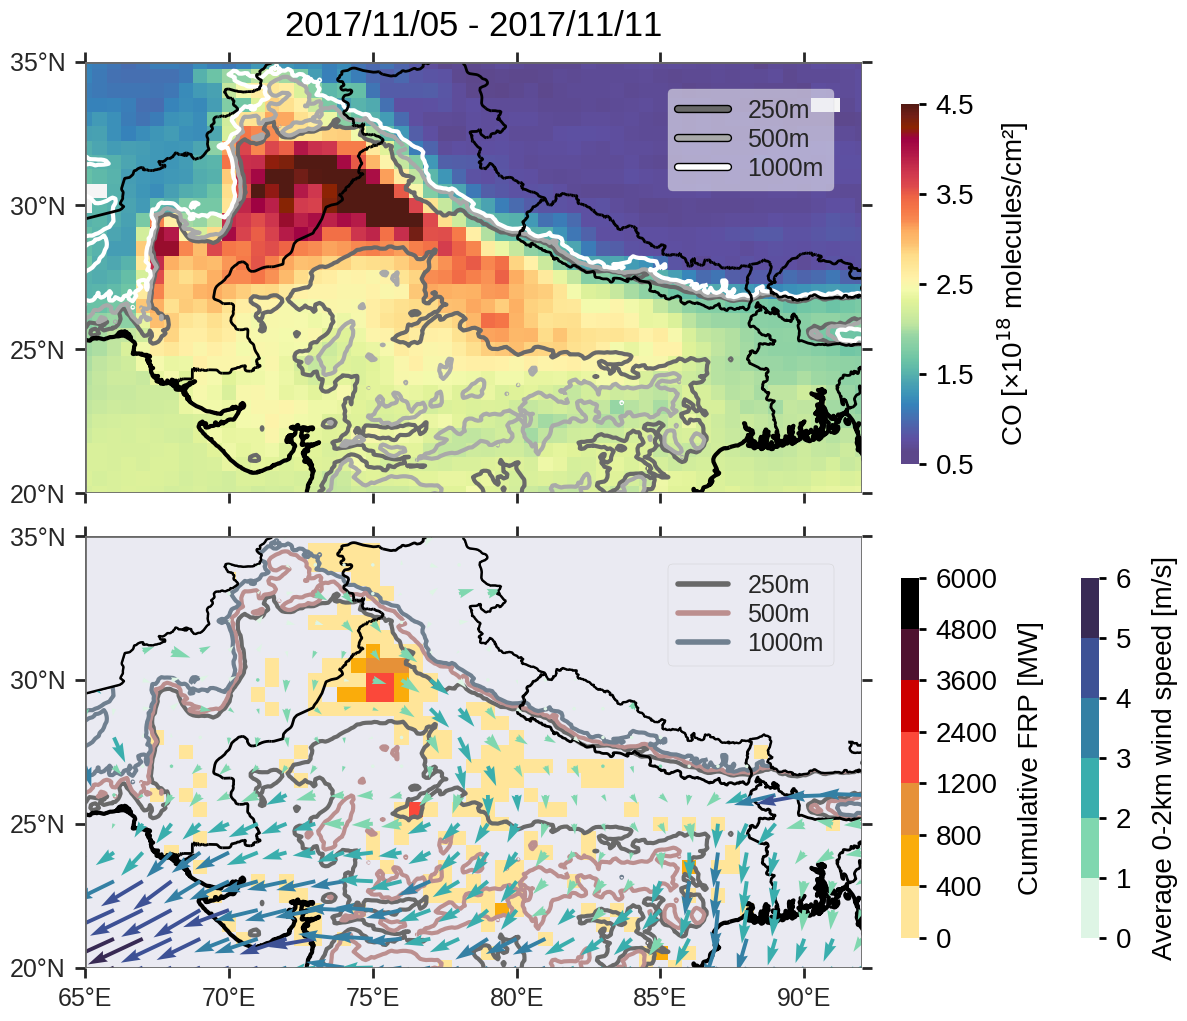 2017/11/05 - 2017/11/11
35°N
30°N
25°N
20°N
250m
500m
1000m
4.5
3.5
2.5
1.5
0.5
CO [×10¹⁸ molecules/cm²]
35°N
30°N
25°N
20°N
65°E
70°E
75°E
80°E
85°E
90°E
250m
500m
1000m
6000
4800
3600
2400
1200
800
400
0
Cumulative FRP [MW]
6
5
4
3
2
1
0
Average 0-2km wind speed [m/s]